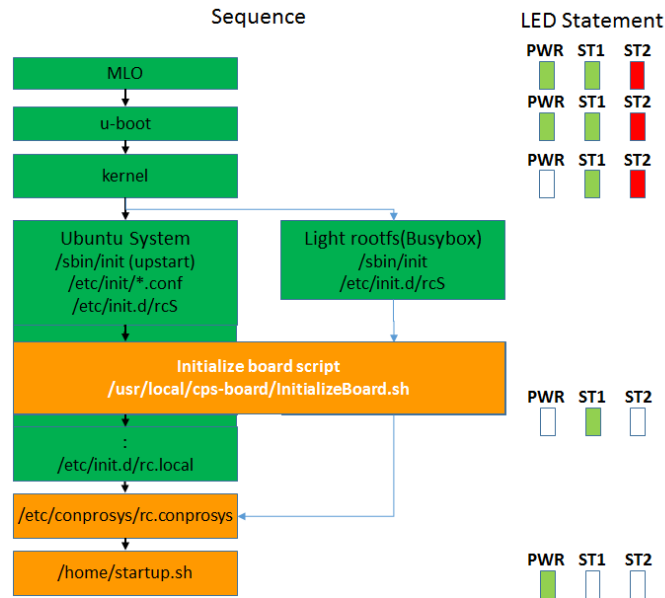 Sequence
LED Statement
PWR ST1 ST2
MLO
PWR ST1 ST2
u-boot
PWR ST1 ST2
kernel
Ubuntu System
/sbin/init (upstart)
/etc/init/*.conf
/etc/init.d/rcS
Light rootfs(Busybox)
/sbin/init
/etc/init.d/rcS
Initialize board script
/usr/local/cps-board/InitializeBoard.sh
PWR ST1 ST2
:
/etc/init.d/rc.local
/etc/conprosys/rc.conprosys
/home/startup.sh
PWR ST1 ST2